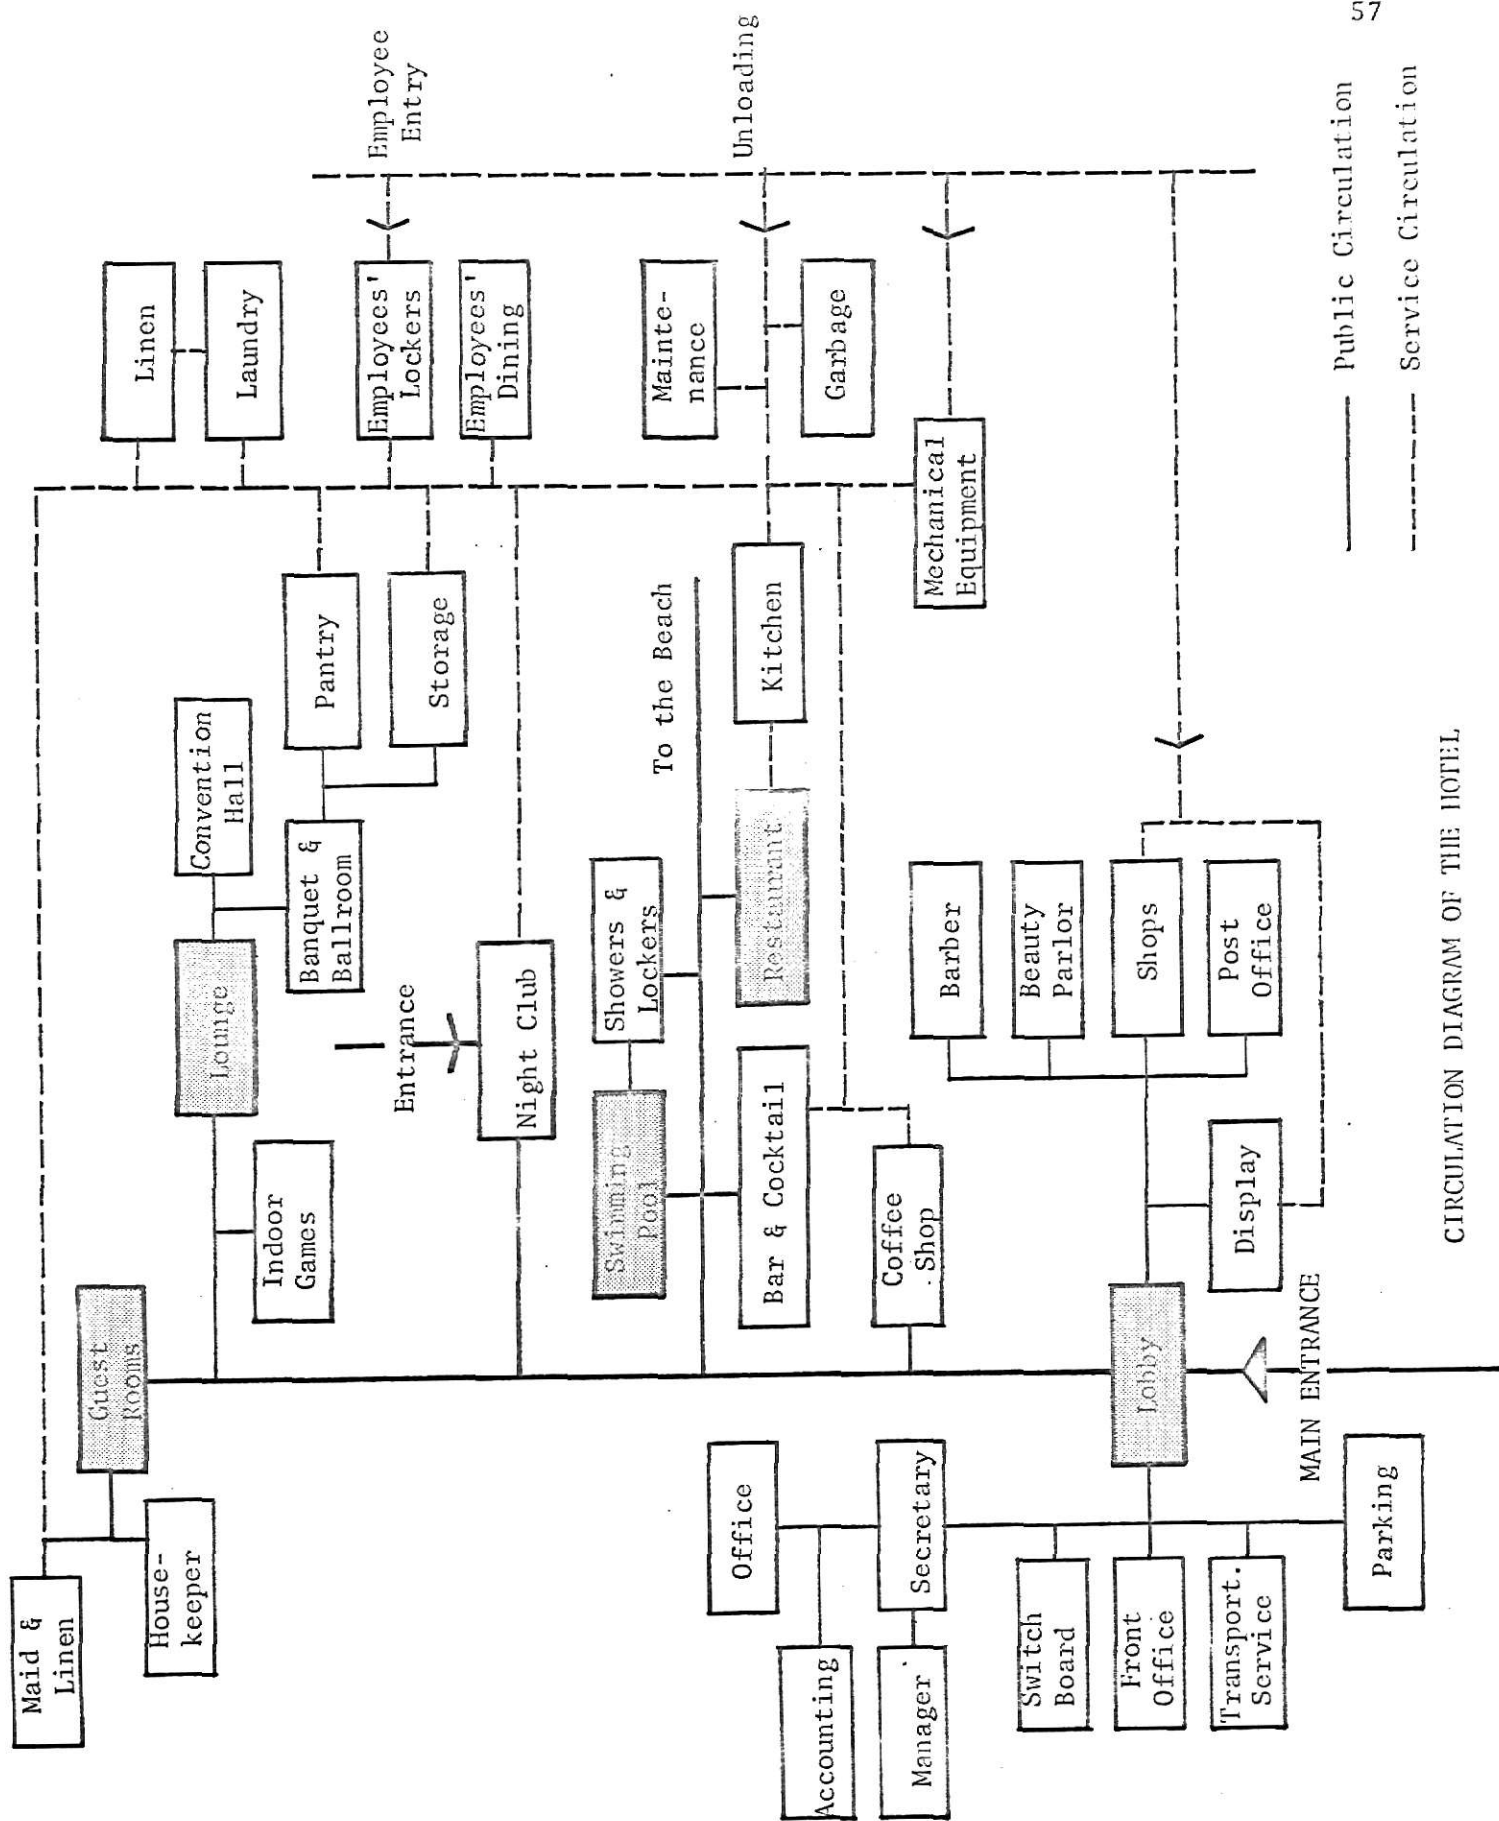 57
Maid &
Linen
House-
keeper
Guest
Rooms
Indoor
Games
Lounge
Convention
Hall
Banquet &
Ballroom
Pantry
Storage
Linen
Laundry
Employees'
Lockers
Employees'
Dining
Employee
Entry
Entrance
Night Club
Swimming
Pool
Showers &
Lockers
To the Beach
Bar & Cocktail
Restaurant
Kitchen
Mainte-
nance
Garbage
Unloading
Coffee
Shop
Mechanical
Equipment
Office
Accounting
Secretary
Manager
Switch
Board
Front
Office
Transport.
Service
Parking
Lobby
MAIN ENTRANCE
Display
Barber
Beauty
Parlor
Shops
Post
Office
Public Circulation
Service Circulation
CIRCULATION DIAGRAM OF THE HOTEL